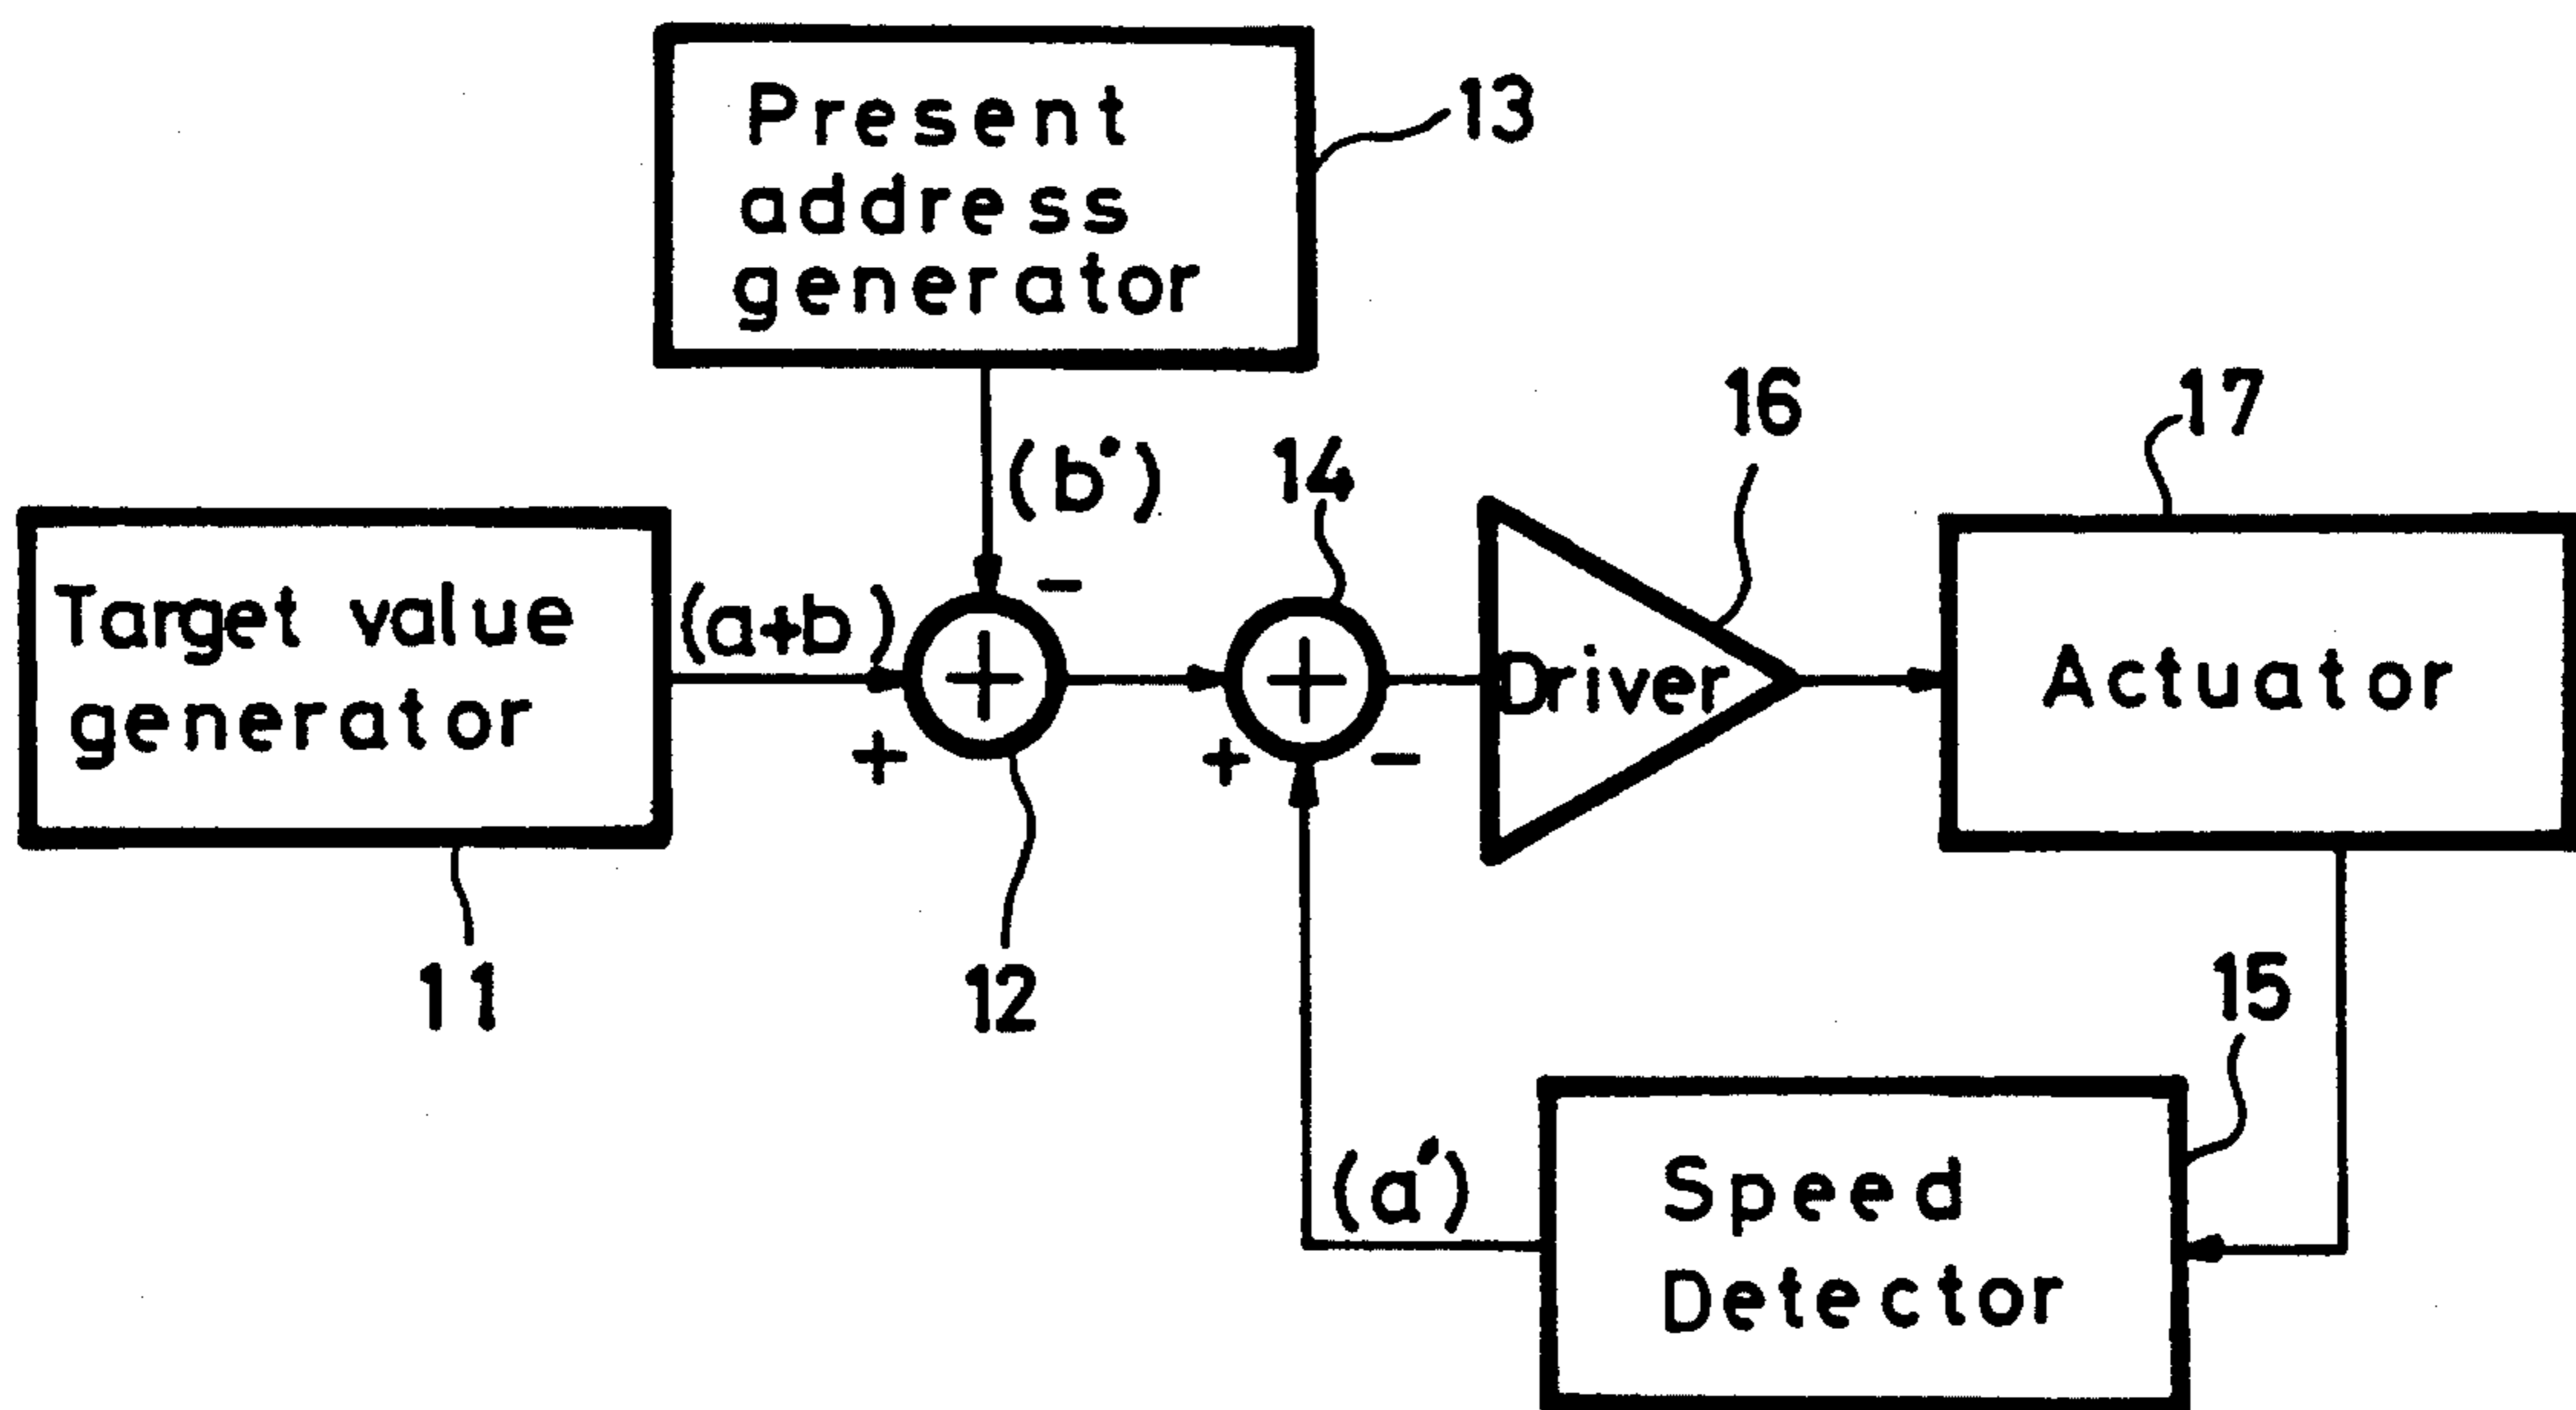 Present
address
generator
13
(b')
-
14
16
17
Target value
generator
(a+b)
+
+
-
Driver
Actuator
11
12
15
(a')
Speed
Detector